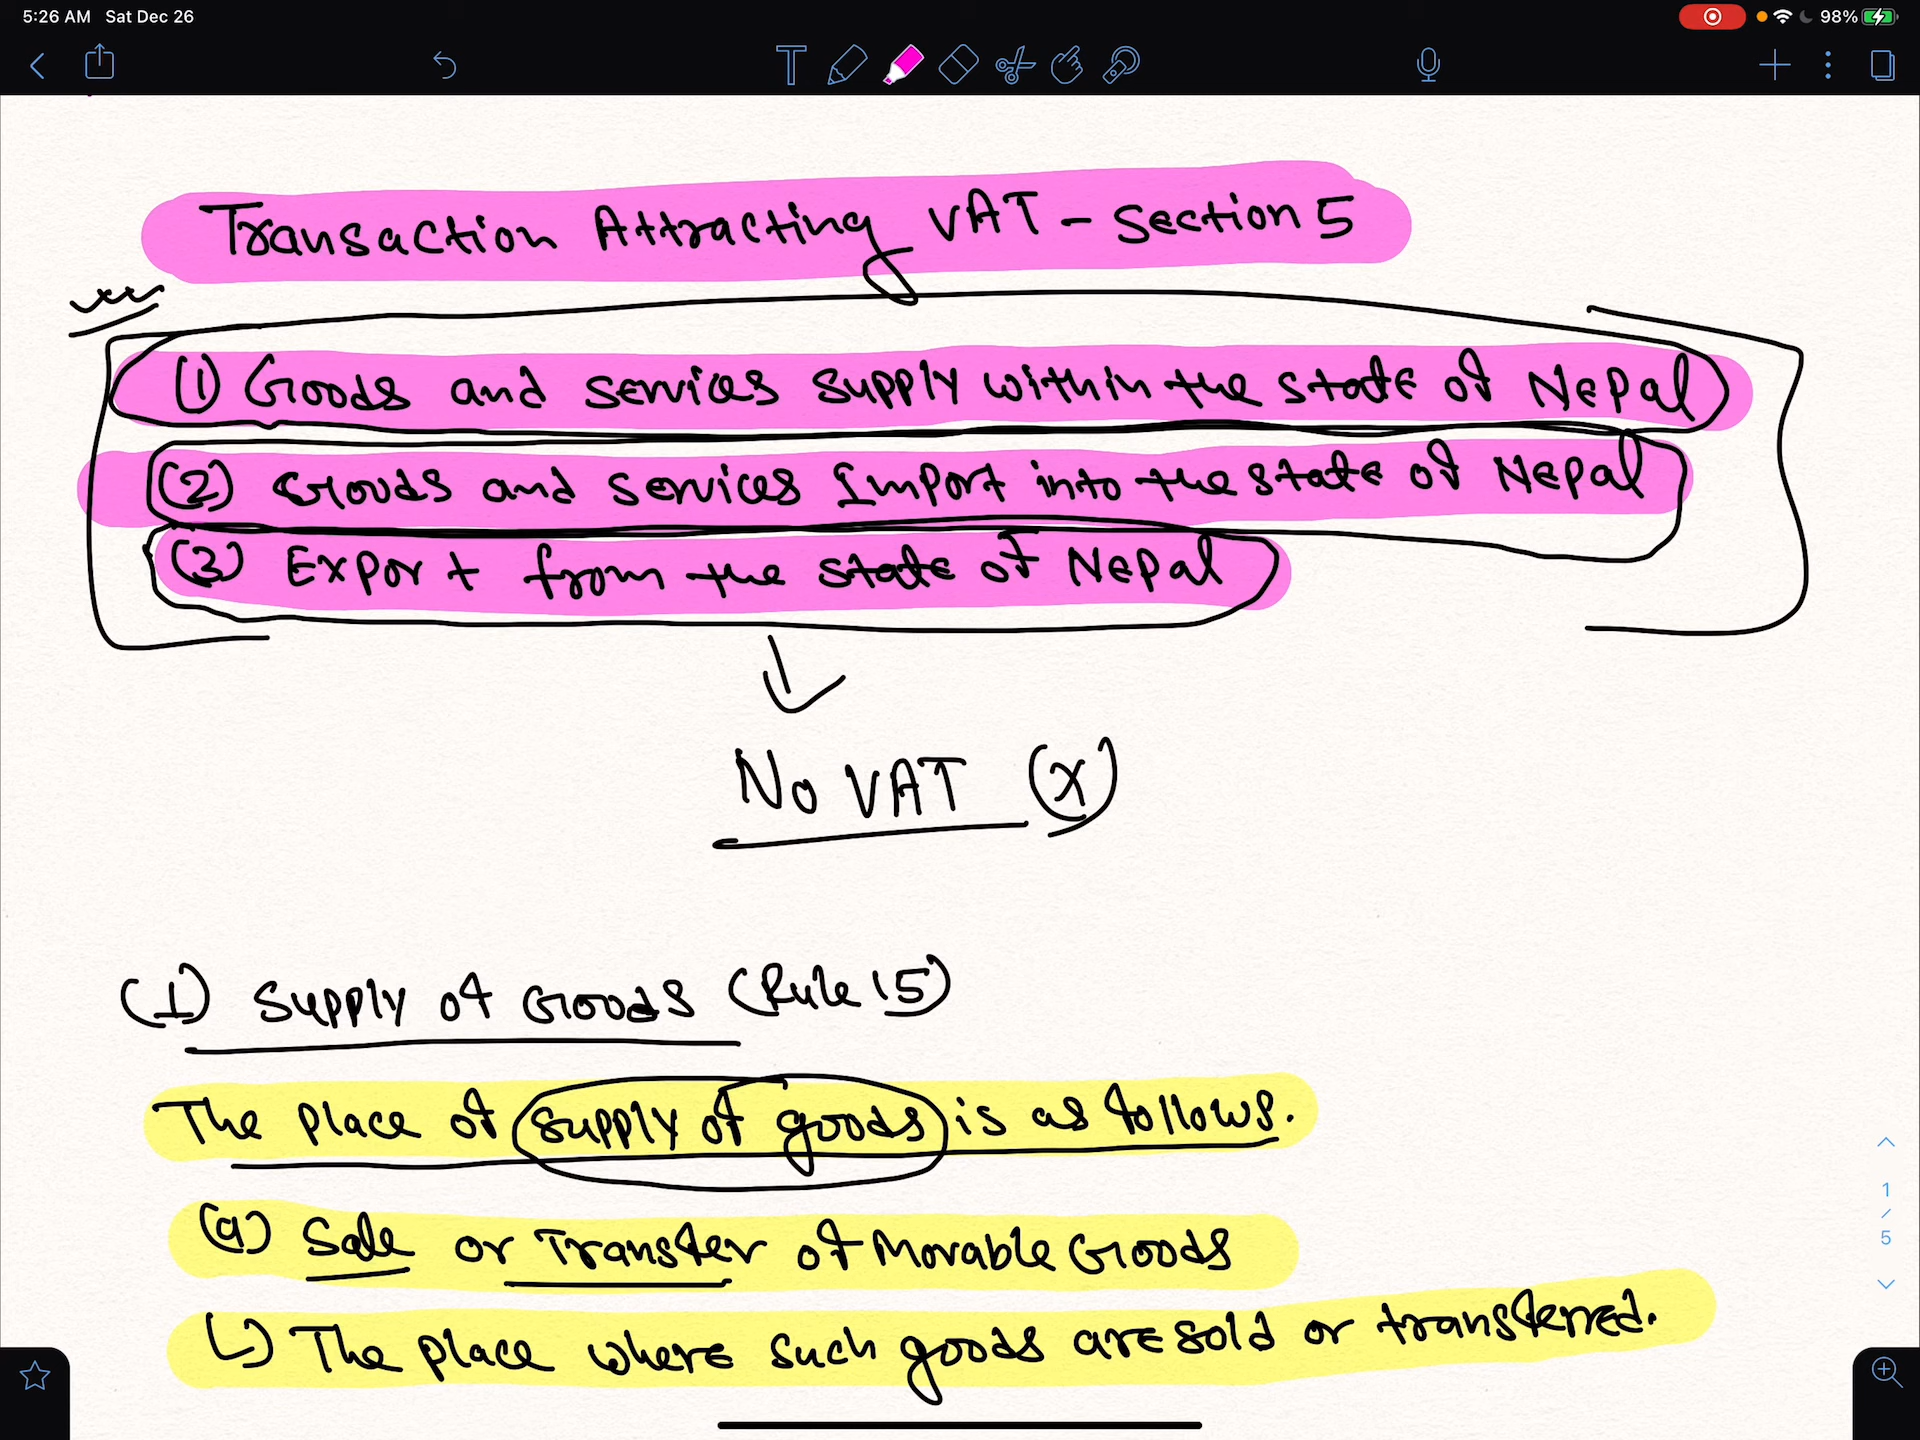 5:26 AM Sat Dec 26
98%
Transaction Attracting VAT - Section 5
(1) Goods and services supply within the state of Nepal
(2) Goods and services Import into the state of Nepal
(3) Export from the state of Nepal
No VAT (x)
(1) Supply of Goods (Rule 15)
The place of supply of goods is as follows.
(a) Sale or Transfer of Movable Goods
The place where such goods are sold or transferred.
1
/
5